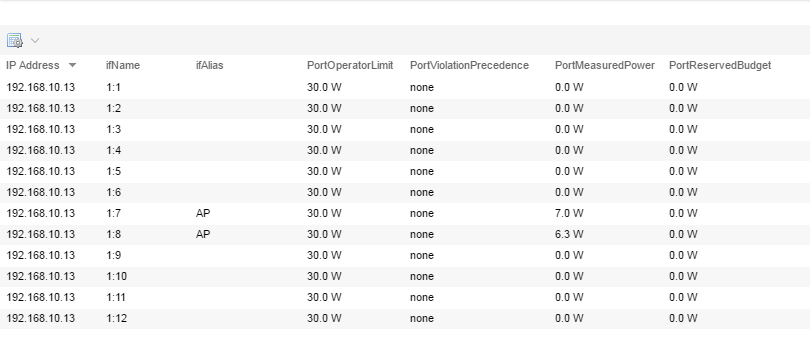 IP Address ifName ifAlias PortOperatorLimit PortViolationPrecedence PortMeasuredPower PortReservedBudget
192.168.10.13 1:1 30.0 W none 0.0 W 0.0 W
192.168.10.13 1:2 30.0 W none 0.0 W 0.0 W
192.168.10.13 1:3 30.0 W none 0.0 W 0.0 W
192.168.10.13 1:4 30.0 W none 0.0 W 0.0 W
192.168.10.13 1:5 30.0 W none 0.0 W 0.0 W
192.168.10.13 1:6 30.0 W none 0.0 W 0.0 W
192.168.10.13 1:7 AP 30.0 W none 7.0 W 0.0 W
192.168.10.13 1:8 AP 30.0 W none 6.3 W 0.0 W
192.168.10.13 1:9 30.0 W none 0.0 W 0.0 W
192.168.10.13 1:10 30.0 W none 0.0 W 0.0 W
192.168.10.13 1:11 30.0 W none 0.0 W 0.0 W
192.168.10.13 1:12 30.0 W none 0.0 W 0.0 W